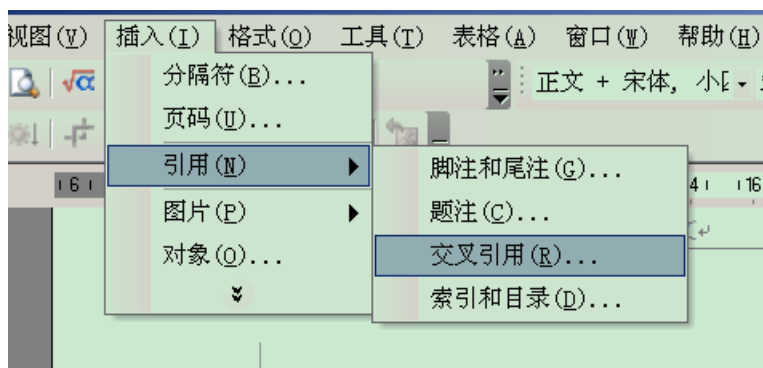 视图(V) 插入(I) 格式(O) 工具(T) 表格(A) 窗口(W) 帮助(H)
分隔符(B)...
正文 + 宋体, 小
页码(U)...
引用(N)
脚注和尾注(G)...
图片(P)
题注(C)...
对象(O)...
交叉引用(R)...
索引和目录(D)...